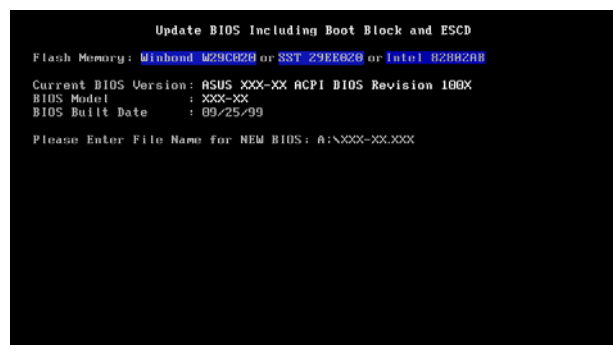 Update BIOS Including Boot Block and ESCD
Flash Memory: Winbond W29C020 or SST 29EE020 or Intel 82802AB
Current BIOS Version: ASUS XXX-XX ACPI BIOS Revision 100X
BIOS Model : XXX-XX
BIOS Built Date : 09/25/99
Please Enter File Name for NEW BIOS: A:\XXX-XX.XXX